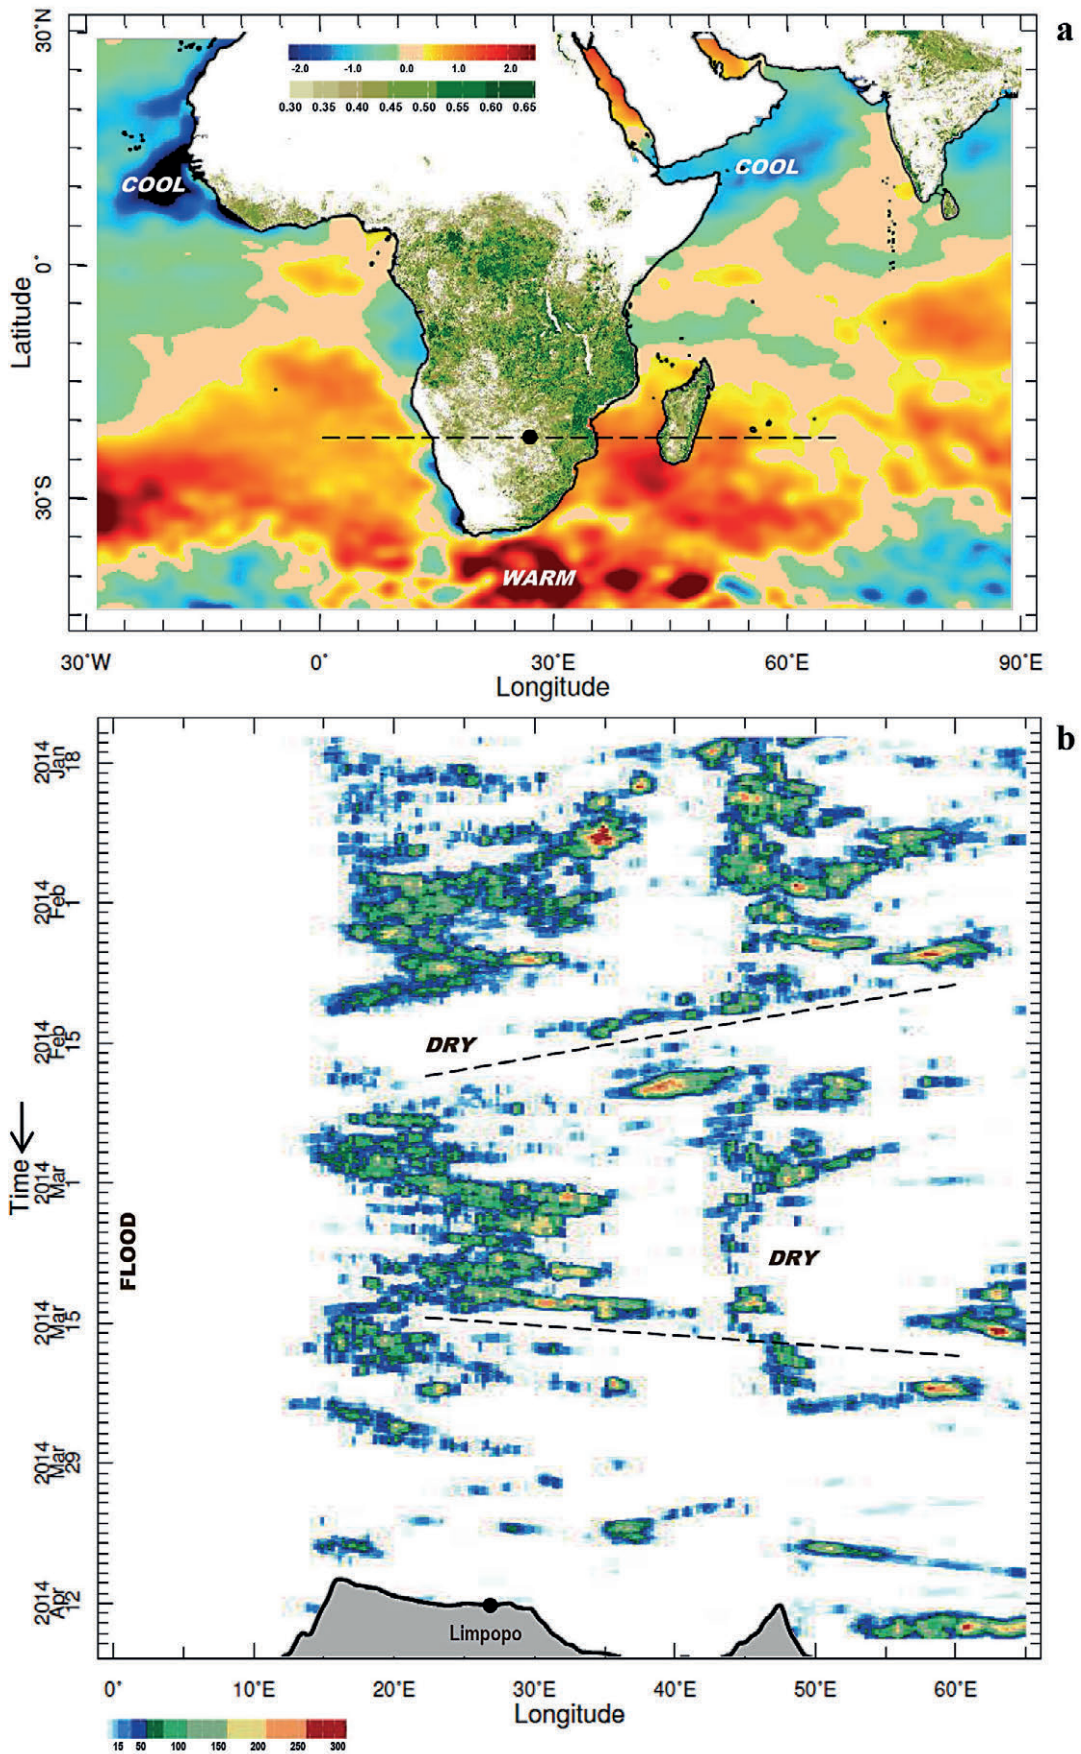 a
30°N
-2.0 -1.0 0.0 1.0 2.0
0.30 0.35 0.40 0.45 0.50 0.55 0.60 0.65
COOL
COOL
0°
Latitude
30°S
WARM
30°W 0° 30°E 60°E 90°E
Longitude
b
2014 Jan 18
2014 Feb 1
DRY
2014 Feb 15
2014 Mar 1
Time
FLOOD
DRY
2014 Mar 15
2014 Mar 29
2014 Apr 12
Limpopo
0° 10°E 20°E 30°E 40°E 50°E 60°E
Longitude
15 50 100 150 200 250 300